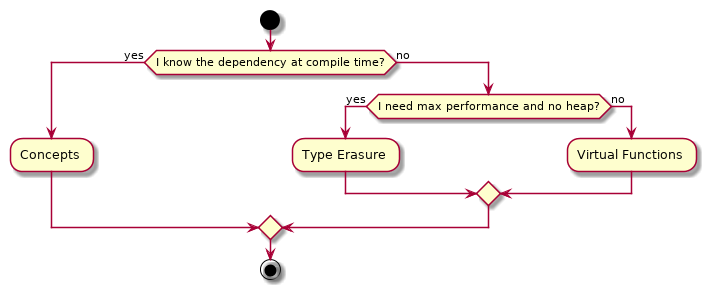 yes
I know the dependency at compile time?
no
yes
I need max performance and no heap?
no
Concepts
Type Erasure
Virtual Functions